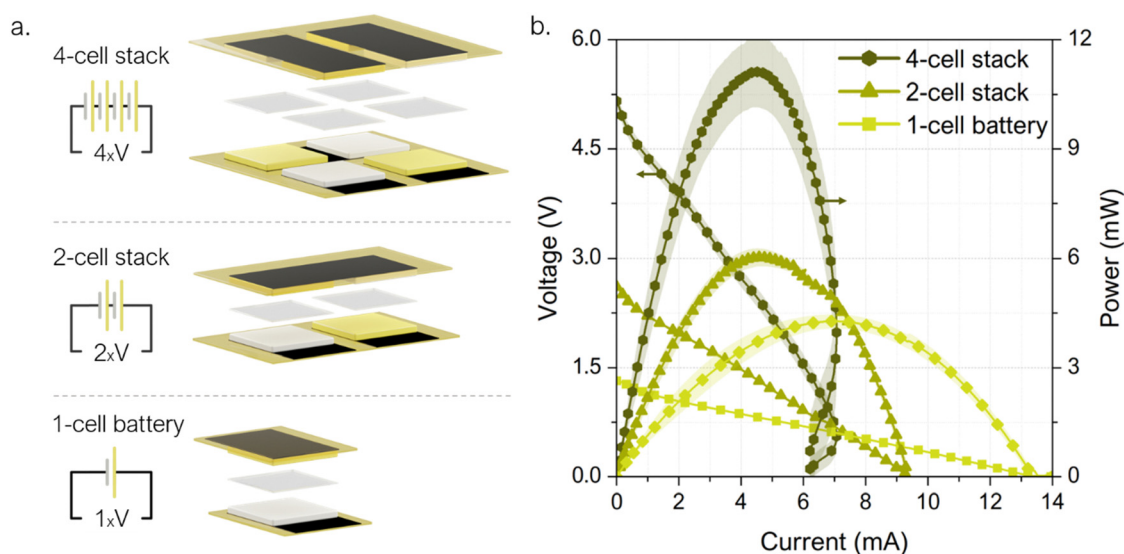 a.
4-cell stack
4xV
2-cell stack
2xV
1-cell battery
1xV
b.
6.0
4.5
3.0
1.5
0.0
Voltage (V)
4-cell stack
2-cell stack
1-cell battery
12
9
6
3
0
Power (mW)
0 2 4 6 8 10 12 14
Current (mA)